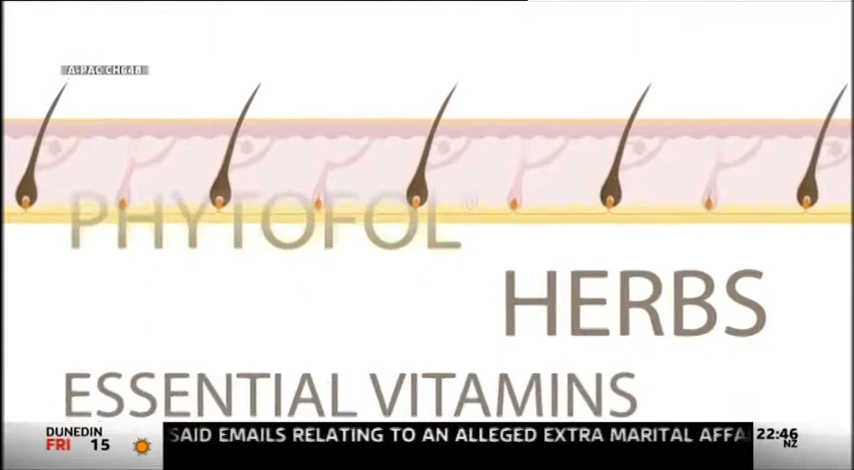 A-PAC CH648
PHYTOFOL
HERBS
ESSENTIAL VITAMINS
DUNEDIN
FRI 15
SAID EMAILS RELATING TO AN ALLEGED EXTRA MARITAL AFFA
22:46
NZ